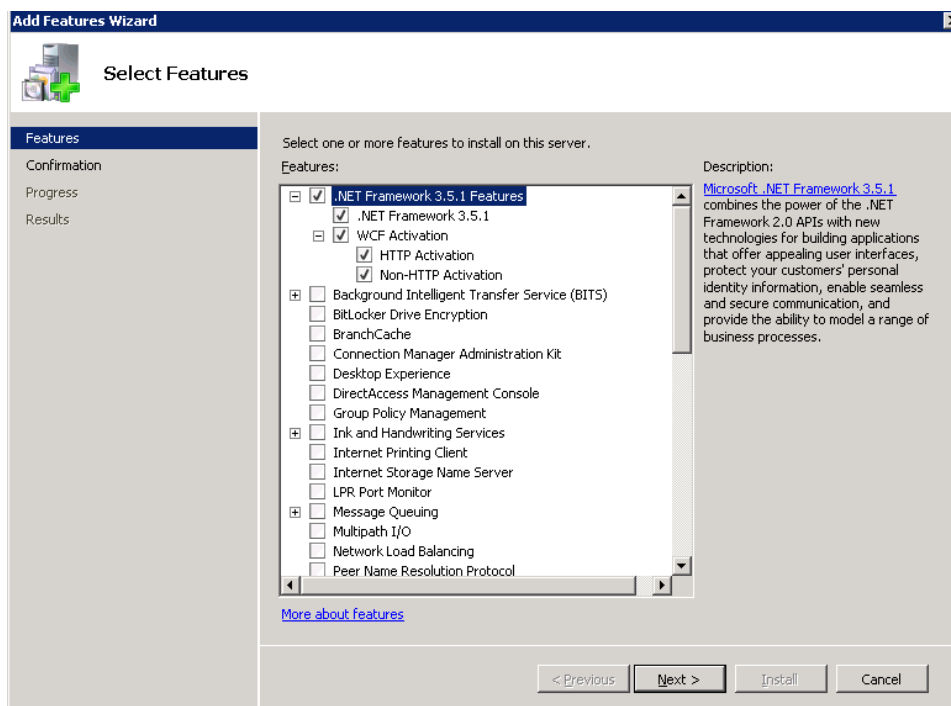 Add Features Wizard
Select Features
Features
Confirmation
Progress
Results
Select one or more features to install on this server.
Features:
.NET Framework 3.5.1 Features
.NET Framework 3.5.1
WCF Activation
HTTP Activation
Non-HTTP Activation
Background Intelligent Transfer Service (BITS)
BitLocker Drive Encryption
BranchCache
Connection Manager Administration Kit
Desktop Experience
DirectAccess Management Console
Group Policy Management
Ink and Handwriting Services
Internet Printing Client
Internet Storage Name Server
LPR Port Monitor
Message Queuing
Multipath I/O
Network Load Balancing
Peer Name Resolution Protocol
More about features
Description:
Microsoft .NET Framework 3.5.1
combines the power of the .NET
Framework 2.0 APIs with new
technologies for building applications
that offer appealing user interfaces,
protect your customers' personal
identity information, enable seamless
and secure communication, and
provide the ability to model a range of
business processes.
< Previous
Next >
Install
Cancel